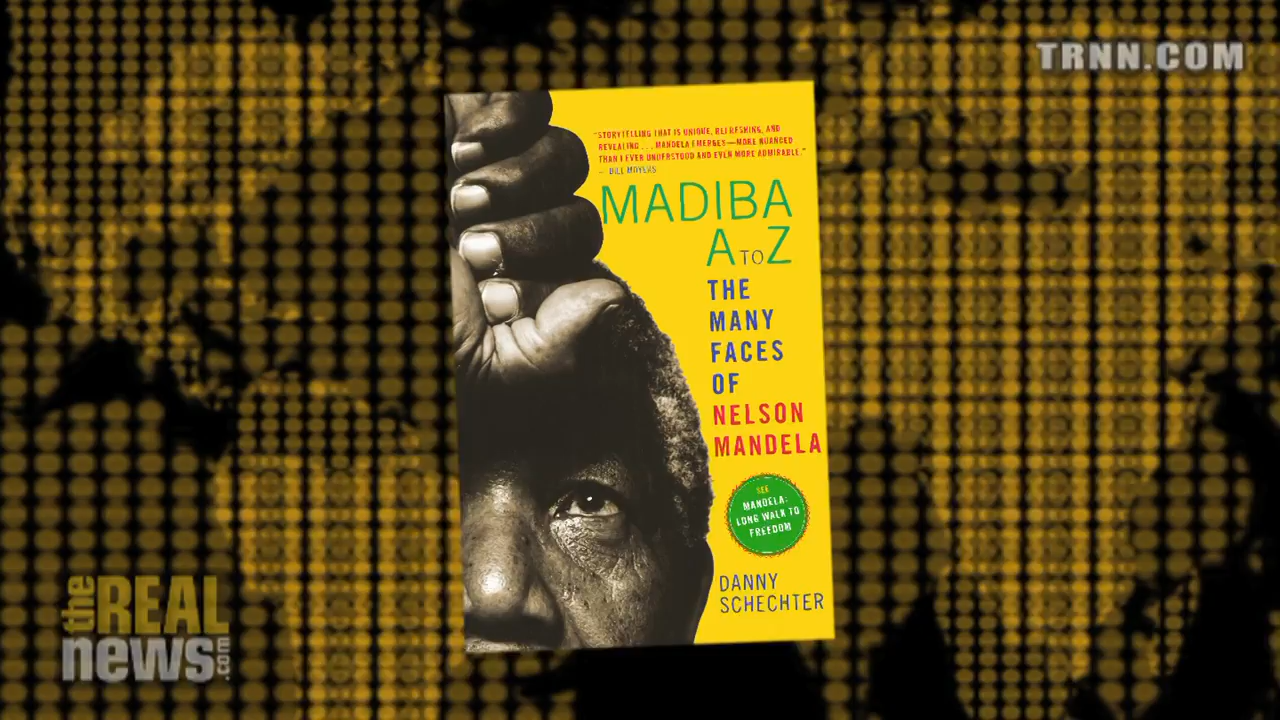 TRNN.COM
"STORYTELLING THAT IS UNIQUE, REFRESHING, AND
REVEALING . . . MANDELA EMERGES—MORE NUANCED
THAN I EVER UNDERSTOOD AND EVEN MORE ADMIRABLE."
— BILL MOYERS
MADIBA
A TO Z
THE
MANY
FACES
OF
NELSON
MANDELA
SEE
MANDELA:
LONG WALK TO
FREEDOM
DANNY
SCHECHTER
the REAL
news.com